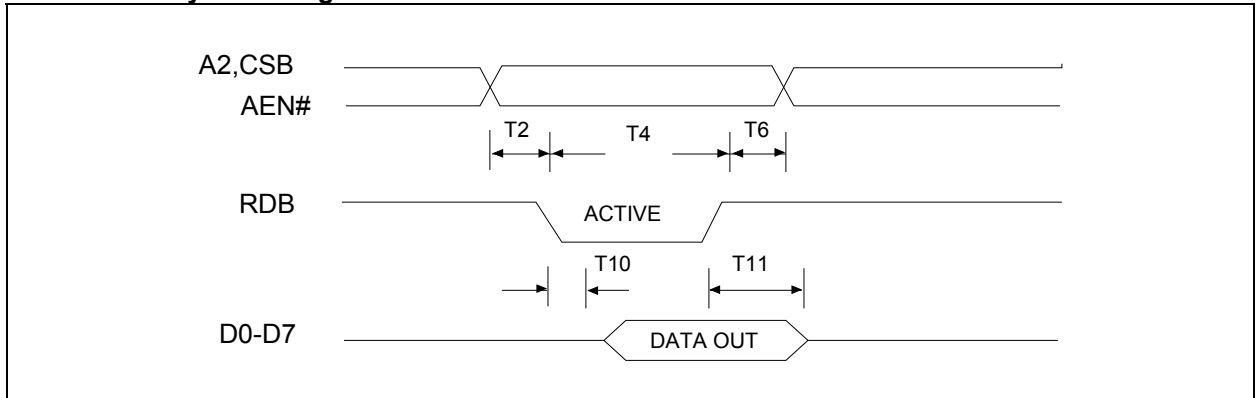 A2,CSB
AEN#
T2 T4 T6
RDB
ACTIVE
T10 T11
D0-D7
DATA OUT